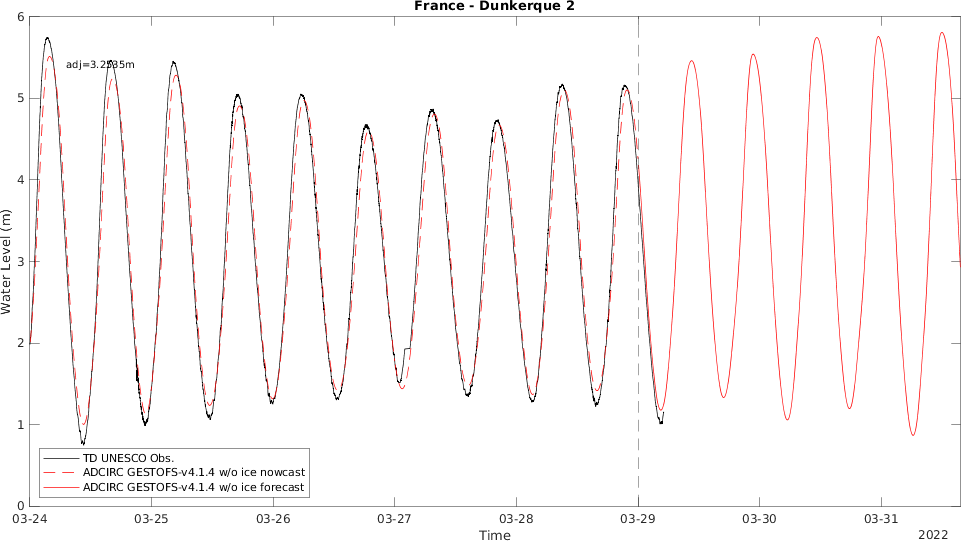 France - Dunkerque 2
6
5
4
3
2
1
0
Water Level (m)
adj=3.2535m
TD UNESCO Obs.
ADCIRC GESTOFS-v4.1.4 w/o ice nowcast
ADCIRC GESTOFS-v4.1.4 w/o ice forecast
03-24 03-25 03-26 03-27 03-28 03-29 03-30 03-31
Time
2022